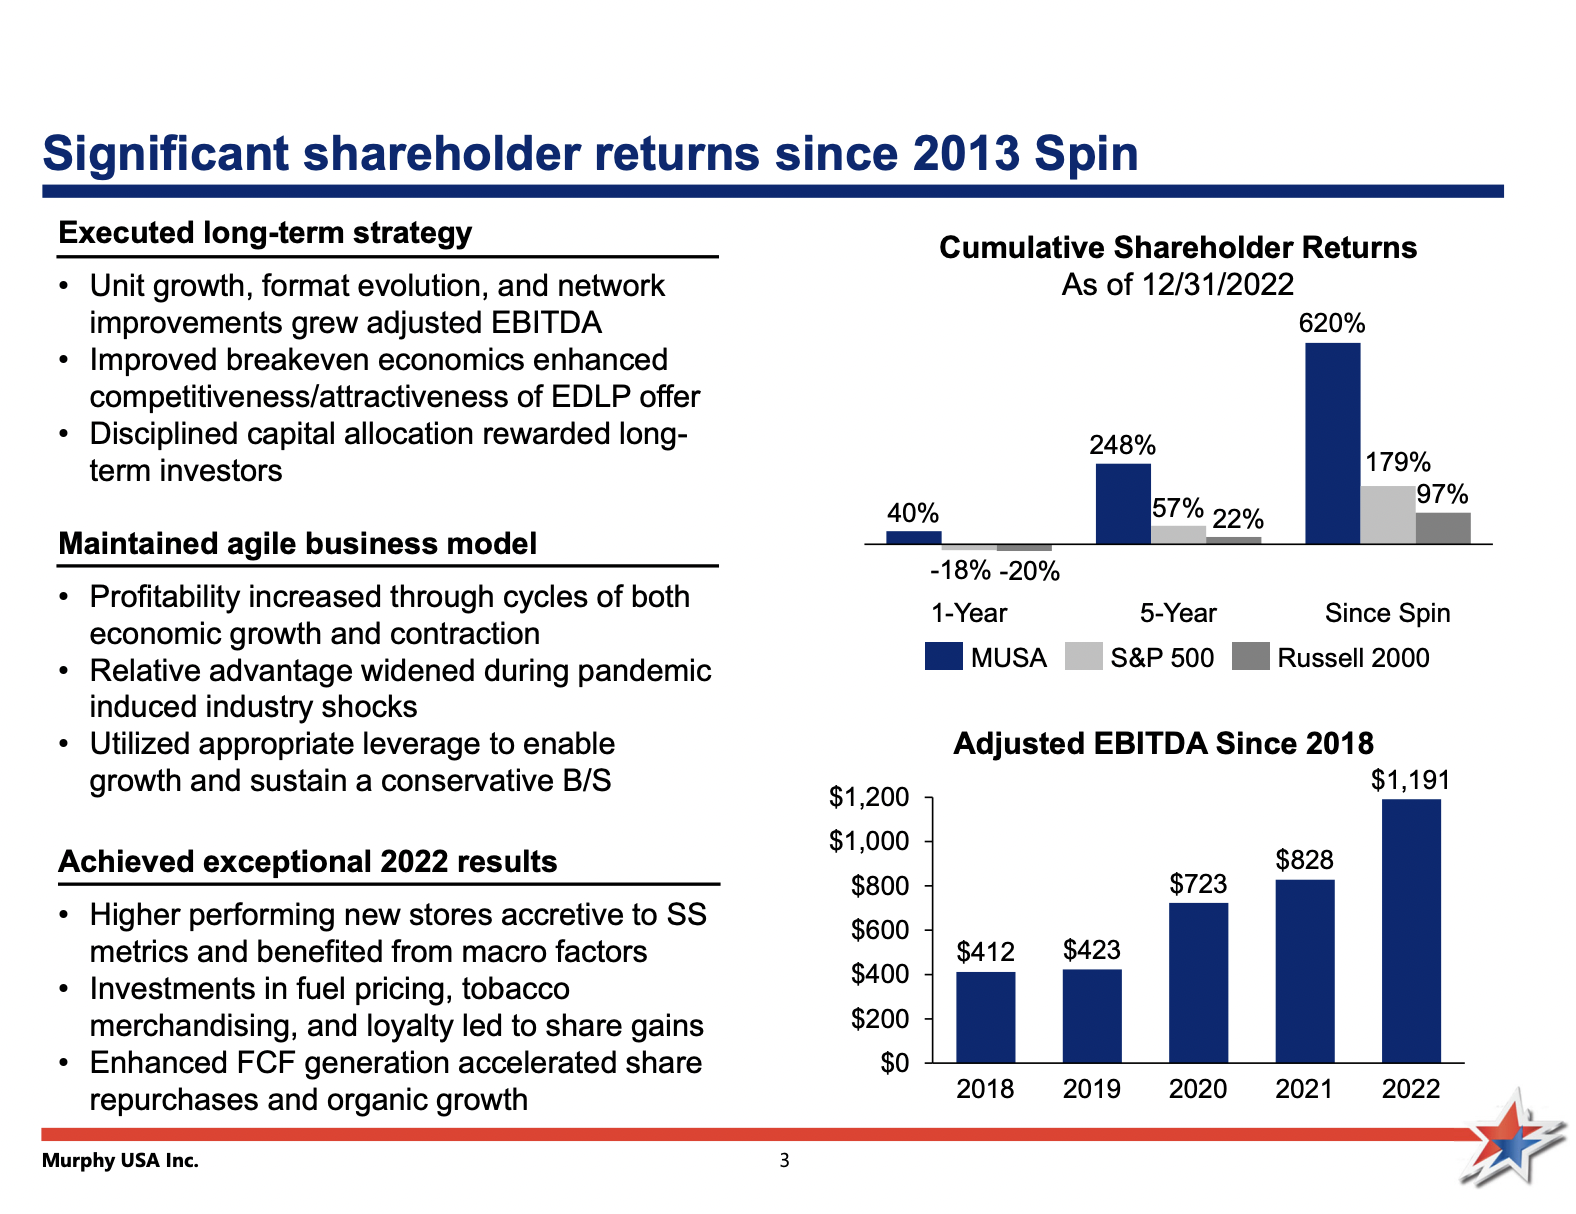 Significant shareholder returns since 2013 Spin
Executed long-term strategy
• Unit growth, format evolution, and network
improvements grew adjusted EBITDA
• Improved breakeven economics enhanced
competitiveness/attractiveness of EDLP offer
• Disciplined capital allocation rewarded long-
term investors
Maintained agile business model
• Profitability increased through cycles of both
economic growth and contraction
• Relative advantage widened during pandemic
induced industry shocks
• Utilized appropriate leverage to enable
growth and sustain a conservative B/S
Achieved exceptional 2022 results
• Higher performing new stores accretive to SS
metrics and benefited from macro factors
• Investments in fuel pricing, tobacco
merchandising, and loyalty led to share gains
• Enhanced FCF generation accelerated share
repurchases and organic growth
Cumulative Shareholder Returns
As of 12/31/2022
620%
248%
179%
97%
40%
57%
22%
-18% -20%
1-Year 5-Year Since Spin
MUSA S&P 500 Russell 2000
Adjusted EBITDA Since 2018
$1,191
$1,200
$1,000
$828
$800
$723
$600
$412
$423
$400
$200
$0
2018 2019 2020 2021 2022
Murphy USA Inc.
3